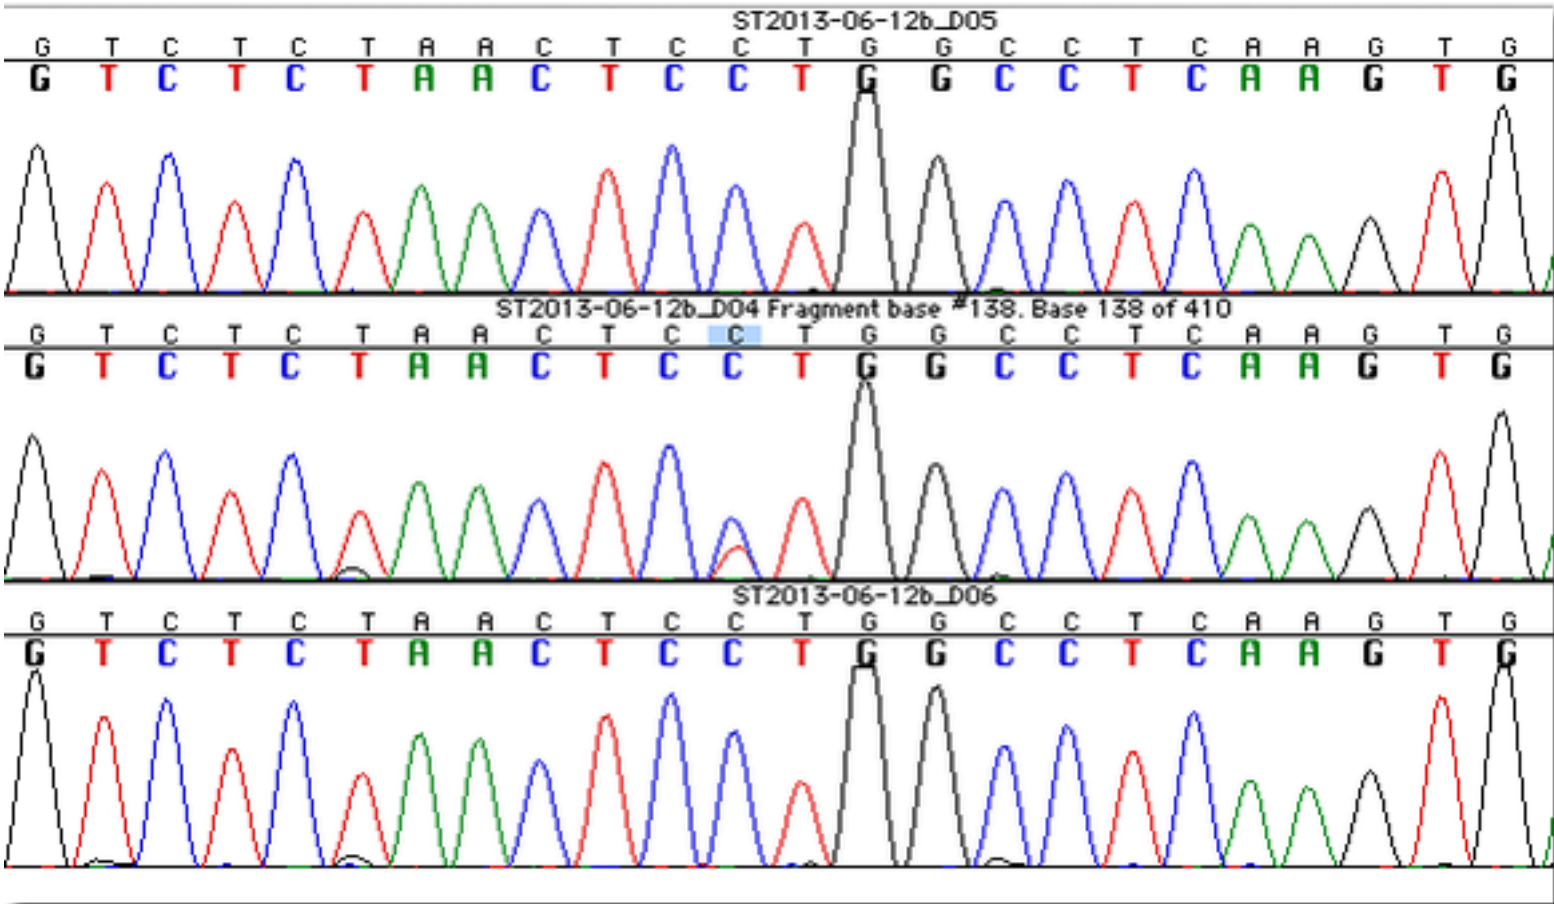 ST2013-06-12b_D05
G T C T C T A A C T C C T G G C C T C A A G T G
G T C T C T A A C T C C T G G C C T C A A G T G
ST2013-06-12b_D04 Fragment base #138. Base 138 of 410
G T C T C T A A C T C C T G G C C T C A A G T G
G T C T C T A A C T C C T G G C C T C A A G T G
ST2013-06-12b_D06
G T C T C T A A C T C C T G G C C T C A A G T G
G T C T C T A A C T C C T G G C C T C A A G T G